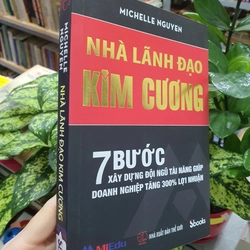 MICHELLE NGUYEN
NHÀ LÃNH ĐẠO
KIM CƯƠNG
7 BƯỚC
XÂY DỰNG ĐỘI NGŨ TÀI NĂNG GIÚP
DOANH NGHIỆP TĂNG 300% LỢI NHUẬN
NHÀ XUẤT BẢN THẾ GIỚI
Sbooks
MICHELLE
NGUYEN
NHÀ LÃNH ĐẠO KIM CƯƠNG